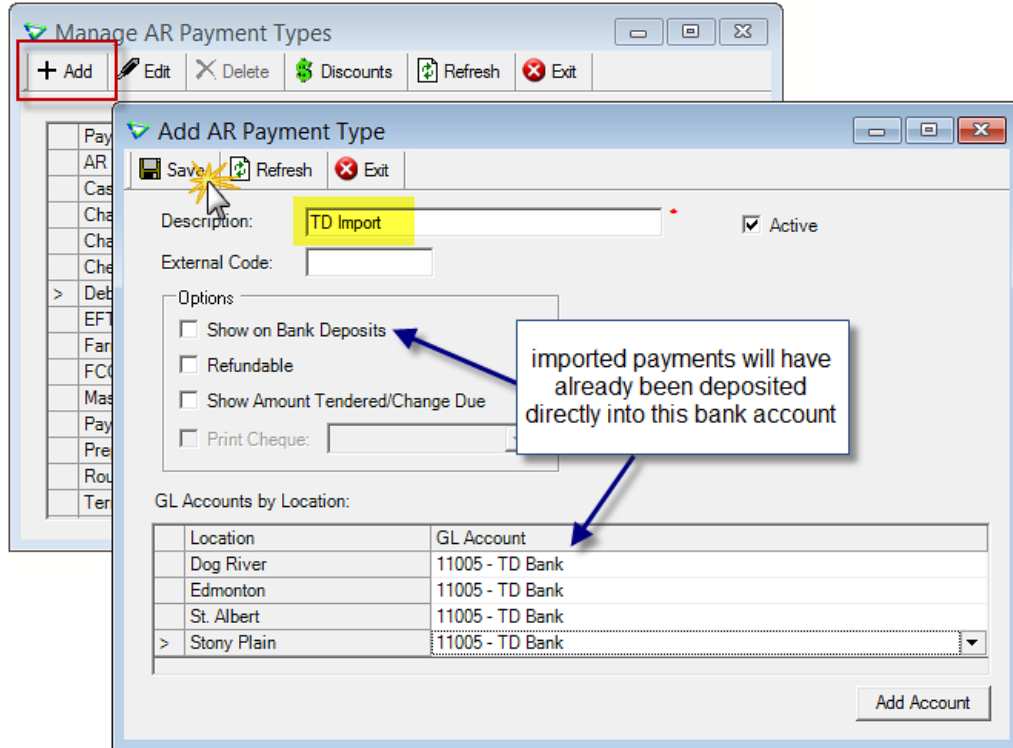 Manage AR Payment Types
Add Edit Delete Discounts Refresh Exit
Pay
AR
Cas
Cha
Cha
Che
> Deb
EFT
Far
FCC
Mas
Pay
Pre
Rou
Ter
Add AR Payment Type
Save Refresh Exit
Description: TD Import * Active
External Code:
Options
Show on Bank Deposits
Refundable
Show Amount Tendered/Change Due
Print Cheque:
imported payments will have
already been deposited
directly into this bank account
GL Accounts by Location:
Location GL Account
Dog River 11005 - TD Bank
Edmonton 11005 - TD Bank
St. Albert 11005 - TD Bank
> Stony Plain 11005 - TD Bank
Add Account